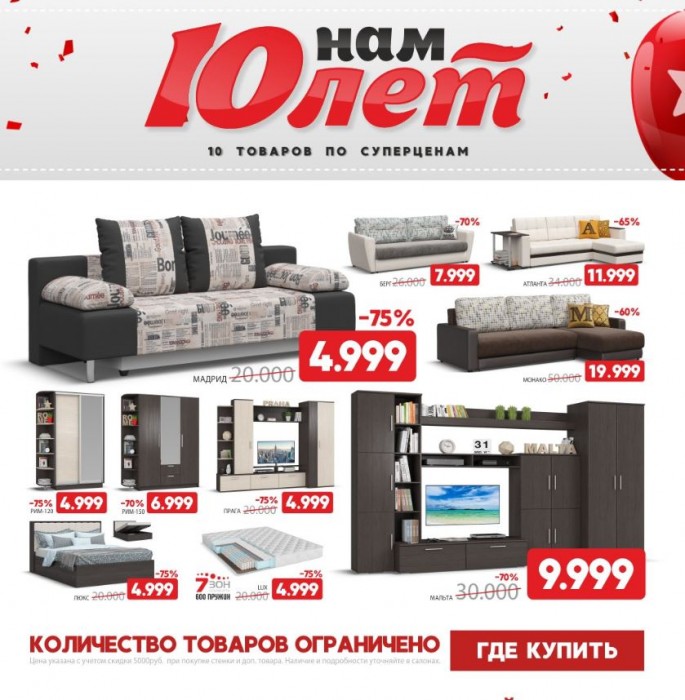 нам
10 лет
10 ТОВАРОВ ПО СУПЕРЦЕНАМ
-75%
МАДРИД 20.000 4.999
-70%
БЕРГ 26.000 7.999
-65%
АТЛАНТА 34.000 11.999
-60%
МОНАКО 50.000 19.999
A
M
Journée
Bon
-75% 4.999
РИМ-120
-70% 6.999
РИМ-150
PRAHA
-75%
ПРАГА 20.000 4.999
31
MALTA
-70%
МАЛЬТА 30.000 9.999
-75%
ЛЮКС 20.000 4.999
7 ЗОН
600 ПРУЖИН
-75%
LUX 20.000 4.999
КОЛИЧЕСТВО ТОВАРОВ ОГРАНИЧЕНО
Цена указана с учетом скидки 5000руб. при покупке стенки и доп. товара. Наличие и подробности уточняйте в салонах.
ГДЕ КУПИТЬ